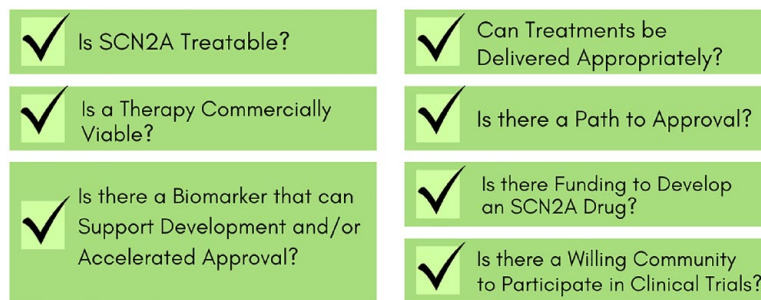 Is SCN2A Treatable?
Is a Therapy Commercially
Viable?
Is there a Biomarker that can
Support Development and/or
Accelerated Approval?
Can Treatments be
Delivered Appropriately?
Is there a Path to Approval?
Is there Funding to Develop
an SCN2A Drug?
Is there a Willing Community
to Participate in Clinical Trials?